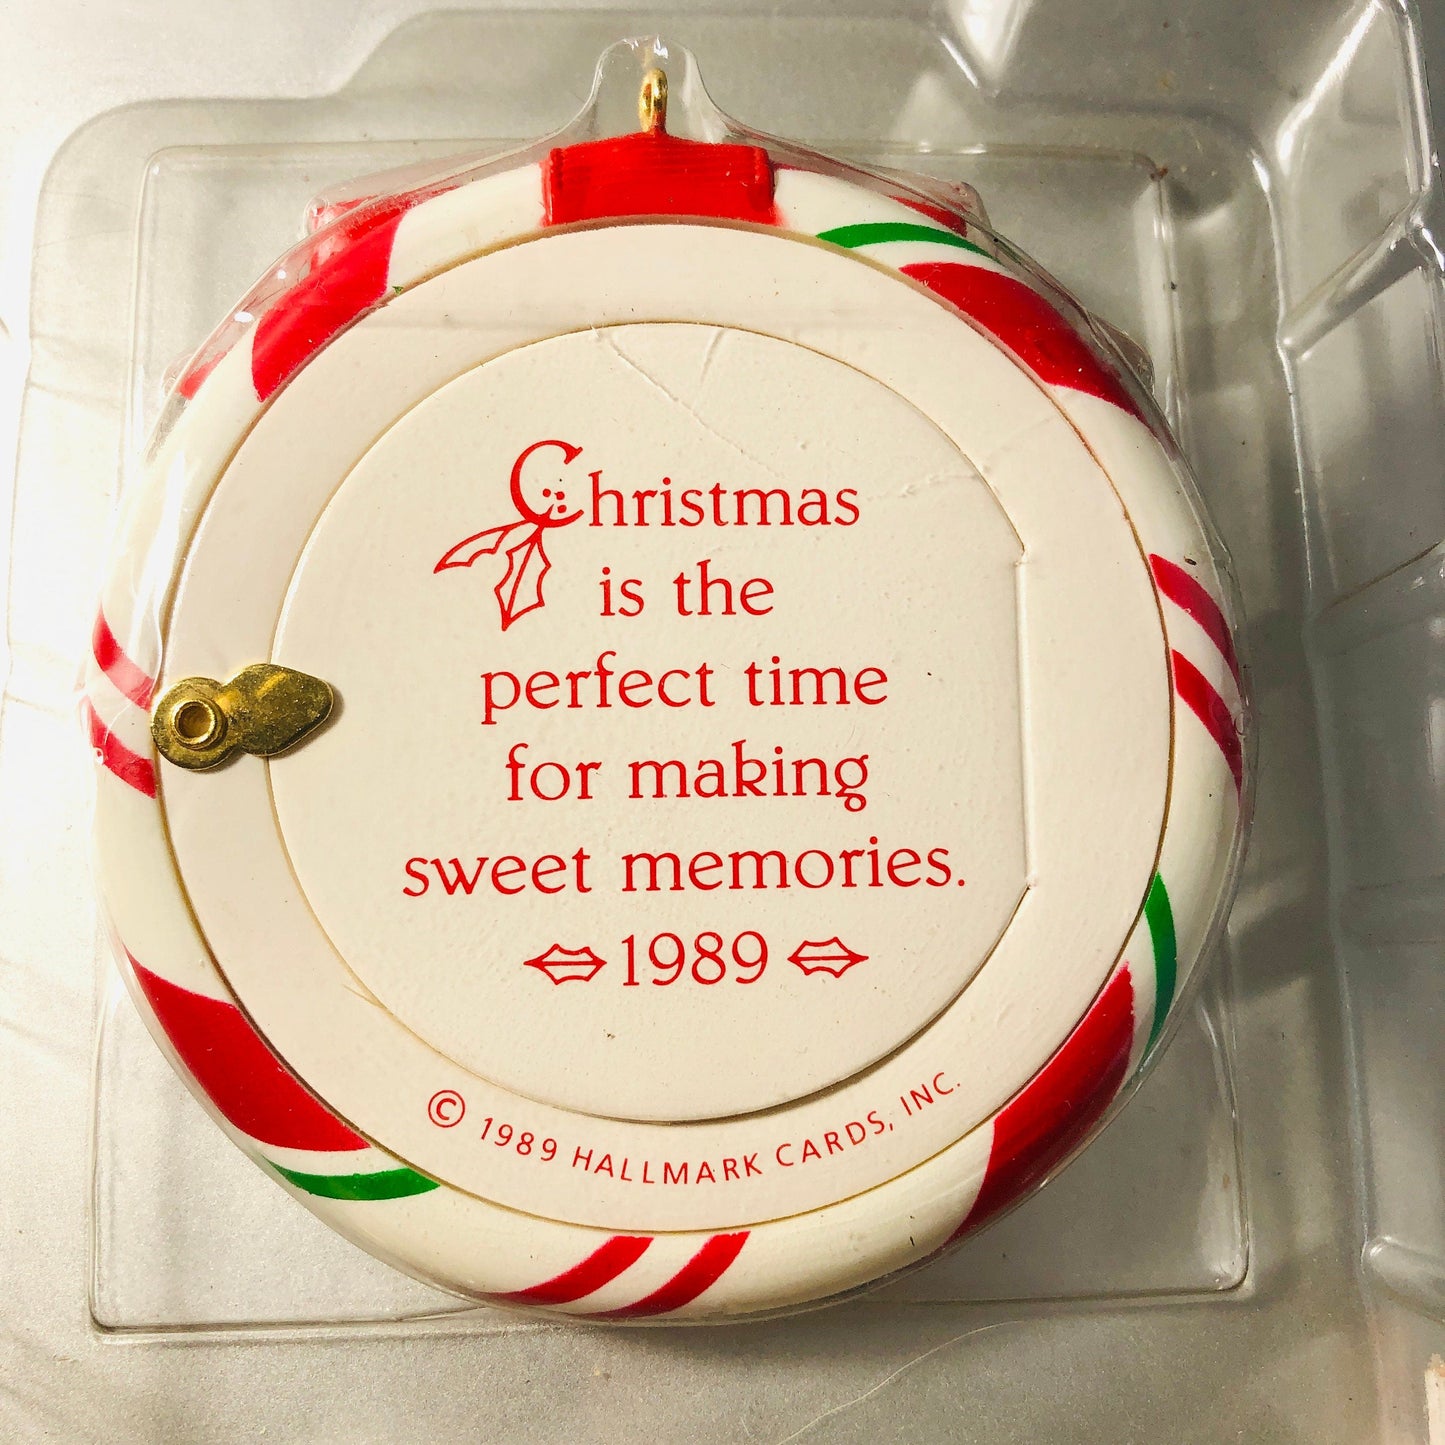 Christmas
is the
perfect time
for making
sweet memories.
1989
© 1989 HALLMARK CARDS, INC.